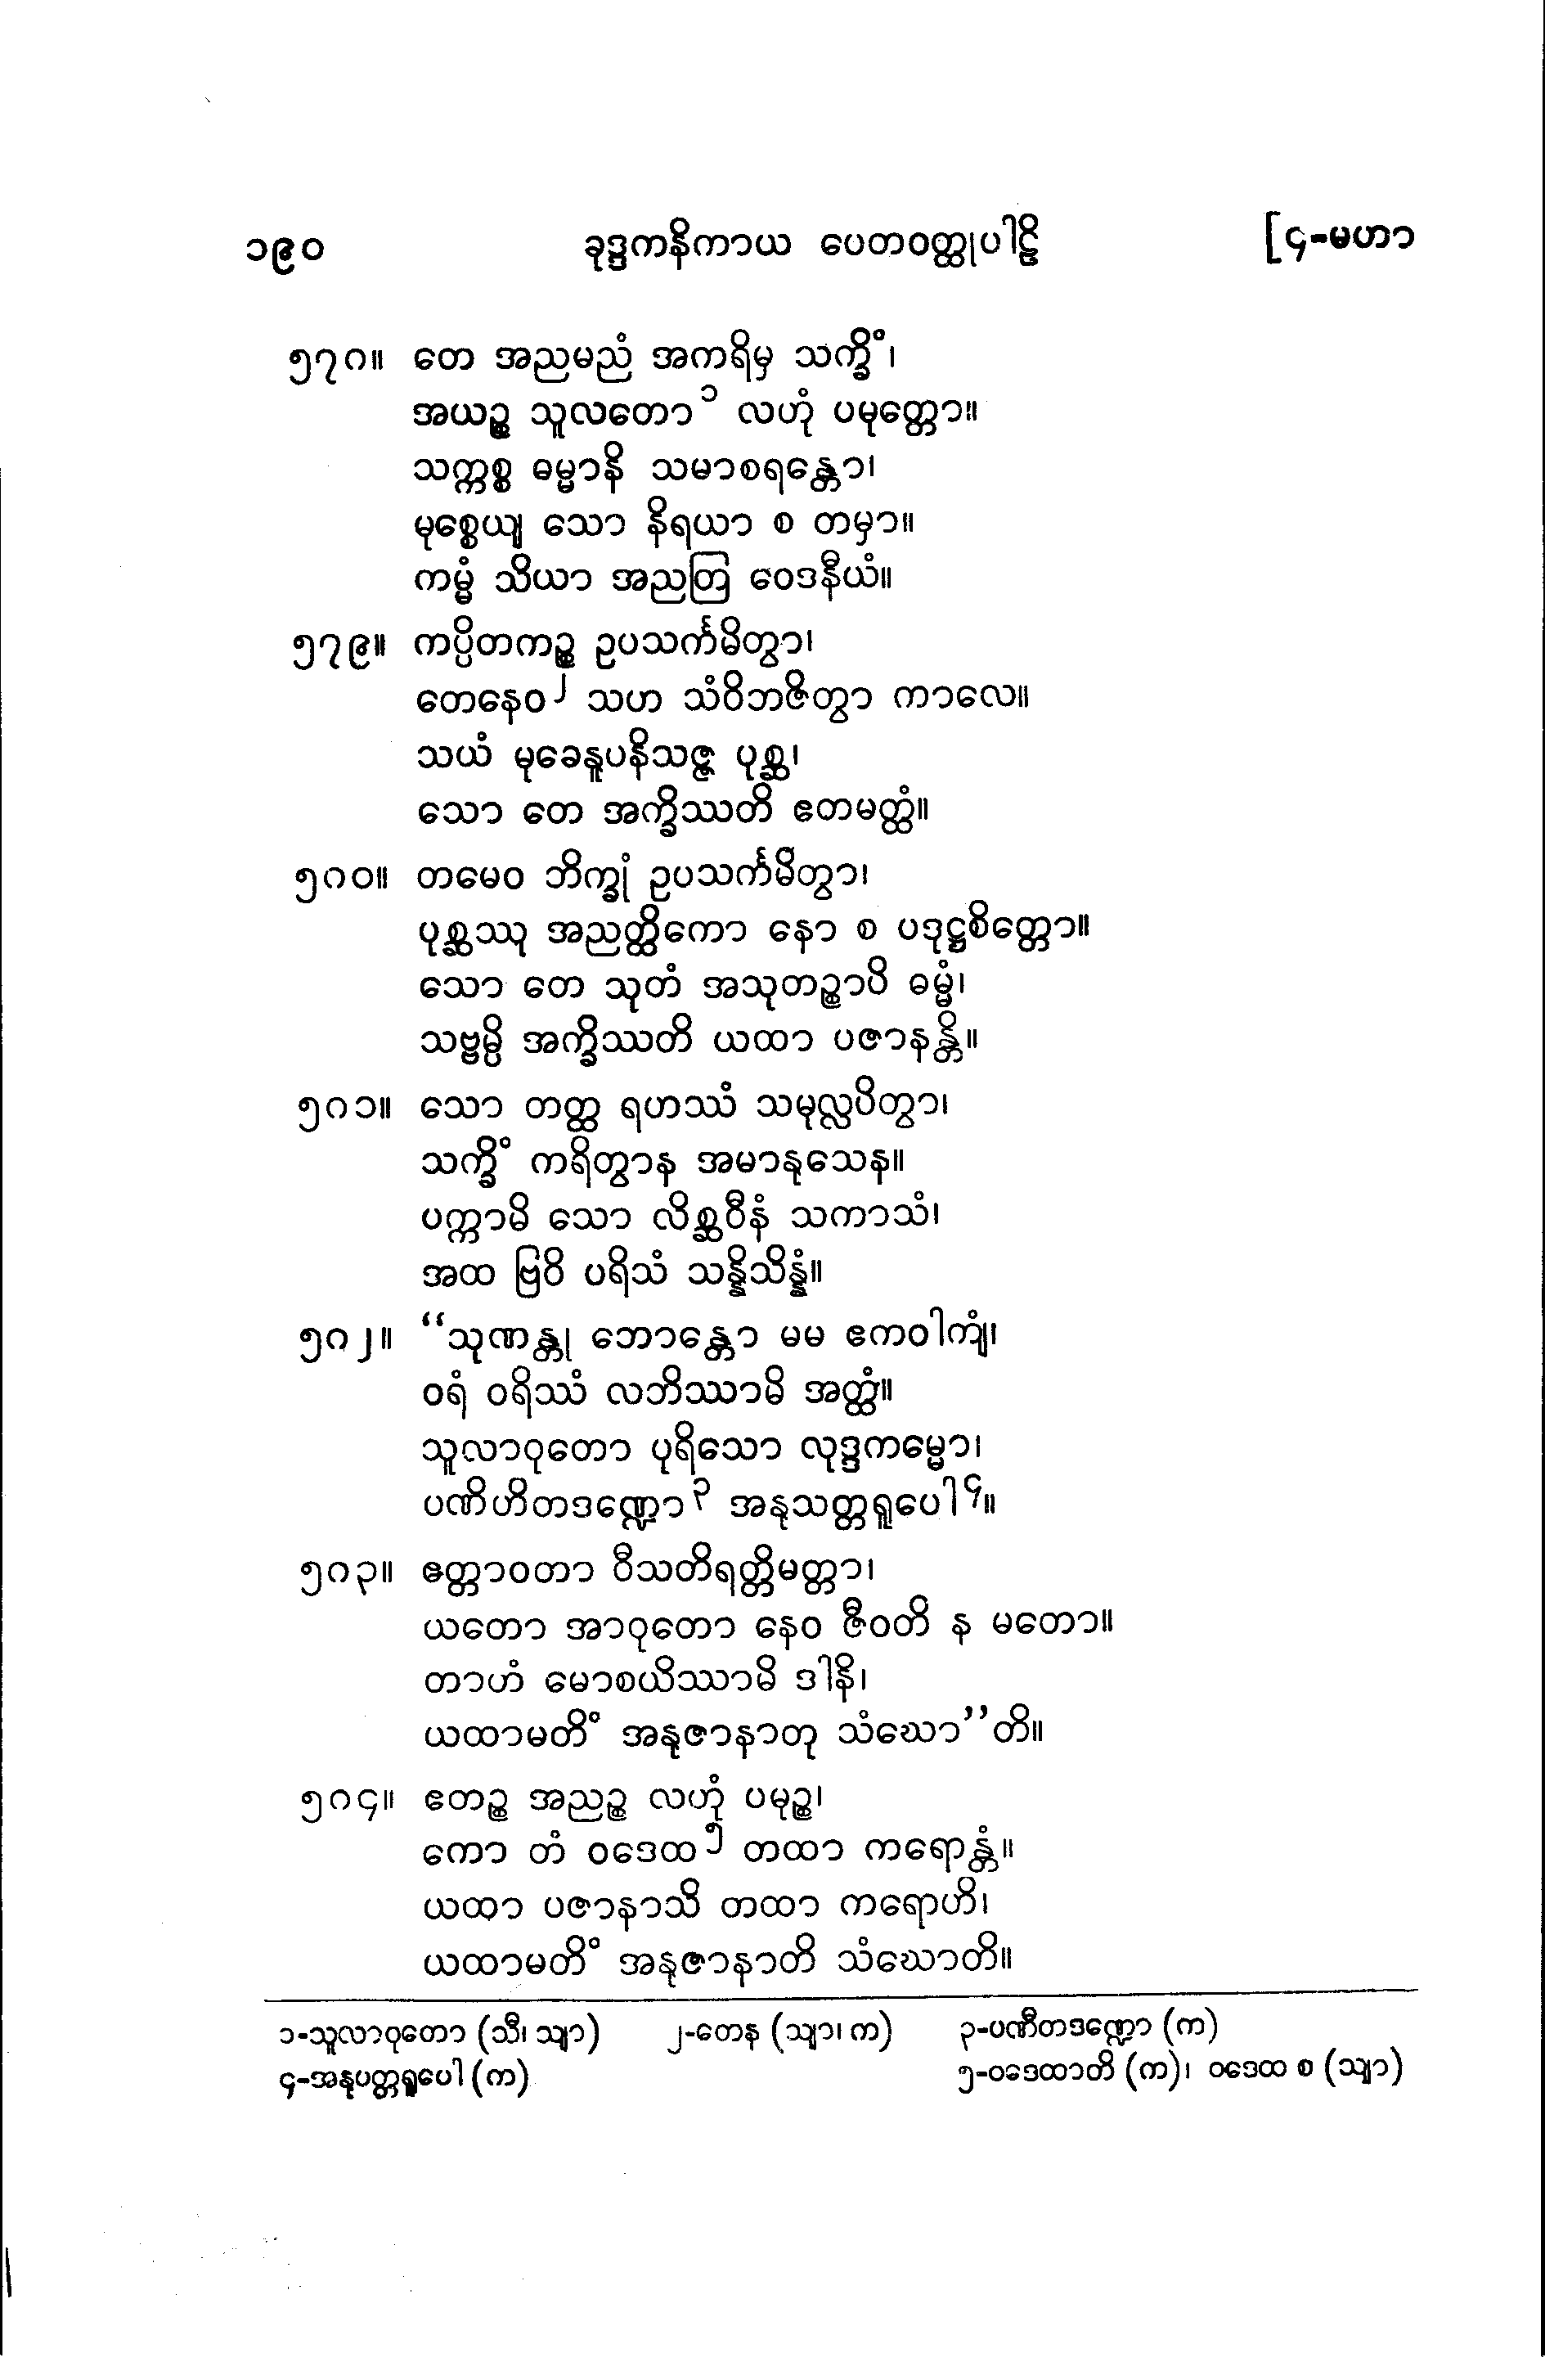 ၁၉၀ ခုဒ္ဒကနိကာယ ပေတဝတ္ထုပါဠိ [၄-မဟာ
၅၇၈။ တေ အညမညံ အကရိမှ သက္ခိံ၊
အယဉ္စ သူလတော ၁ လဟုံ ပမုတ္တော။
သက္ကစ္စ ဓမ္မာနိ သမာစရန္တော၊
မုစ္စေယျ သော နိရယာ စ တမှာ။
ကမ္မံ သိယာ အညတြ ဝေဒနီယံ။
၅၇၉။ ကပ္ပိတကဉ္စ ဥပသင်္ကမိတွာ၊
တေနေဝ ၂ သဟ သံဝိဘဇိတွာ ကာလေ။
သယံ မုခေနူပနိသဇ္ဇ ပုစ္ဆ၊
သော တေ အက္ခိဿတိ ဧတမတ္ထံ။
၅၈၀။ တမေဝ ဘိက္ခုံ ဥပသင်္ကမိတွာ၊
ပုစ္ဆဿု အညတ္ထိကော နော စ ပဒုဋ္ဌစိတ္တော။
သော တေ သုတံ အသုတဉ္စာပိ ဓမ္မံ၊
သဗ္ဗမ္ပိ အက္ခိဿတိ ယထာ ပဇာနန္တိ။
၅၈၁။ သော တတ္ထ ရဟဿံ သမုလ္လပိတွာ၊
သက္ခိံ ကရိတွာန အမာနုသေန။
ပက္ကာမိ သော လိစ္ဆဝီနံ သကာသံ၊
အထ ဗြဝိ ပရိသံ သန္နိသိန္နံ။
၅၈၂။ “သုဏန္တု ဘောန္တော မမ ဧကဝါကျံ၊
ဝရံ ဝရိဿံ လဘိဿာမိ အတ္ထံ။
သူလာဝုတော ပုရိသော လုဒ္ဒကမ္မော၊
ပဏိဟိတဒဏ္ဍော ၃ အနုသတ္တရူပေါ ၄။
၅၈၃။ ဧတ္တာဝတာ ဝီသတိရတ္တိမတ္တာ၊
ယတော အာဝုတော နေဝ ဇီဝတိ န မတော။
တာဟံ မောစယိဿာမိ ဒါနိ၊
ယထာမတိံ အနုဇာနာတု သံဃော”တိ။
၅၈၄။ ဧတဉ္စ အညဉ္စ လဟုံ ပမုဉ္စ၊
ကော တံ ဝဒေထ ၅ တထာ ကရောန္တံ။
ယထာ ပဇာနာသိ တထာ ကရောဟိ၊
ယထာမတိံ အနုဇာနာတိ သံဃောတိ။
၁-သူလာဝုတော (သီ၊ သျာ) ၂-တေန (သျာ၊ က) ၃-ပဏီတဒဏ္ဍော (က)
၄-အနုပတ္တရူပေါ (က) ၅-ဝဒေထာတိ (က)၊ ဝဒေထ စ (သျာ)